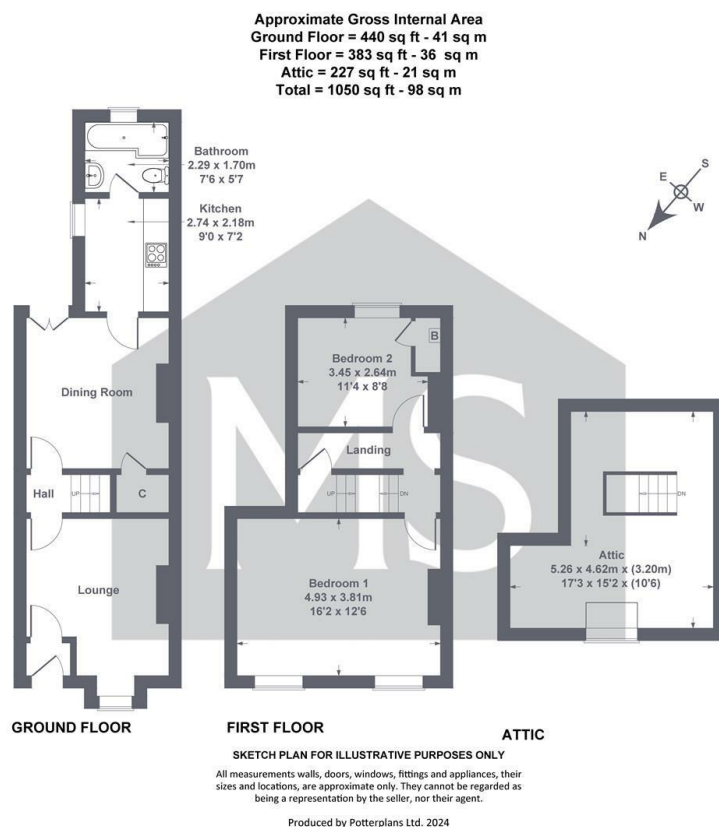 Approximate Gross Internal Area
Ground Floor = 440 sq ft - 41 sq m
First Floor = 383 sq ft - 36 sq m
Attic = 227 sq ft - 21 sq m
Total = 1050 sq ft - 98 sq m
Bathroom
2.29 x 1.70m
7'6 x 5'7
Kitchen
2.74 x 2.18m
9'0 x 7'2
S
E
W
N
Dining Room
Hall
UP
C
Lounge
B
Bedroom 2
3.45 x 2.64m
11'4 x 8'8
Landing
UP
DN
Bedroom 1
4.93 x 3.81m
16'2 x 12'6
DN
Attic
5.26 x 4.62m x (3.20m)
17'3 x 15'2 x (10'6)
MS
GROUND FLOOR
FIRST FLOOR
ATTIC
SKETCH PLAN FOR ILLUSTRATIVE PURPOSES ONLY
All measurements walls, doors, windows, fittings and appliances, their
sizes and locations, are approximate only. They cannot be regarded as
being a representation by the seller, nor their agent.
Produced by Potterplans Ltd. 2024